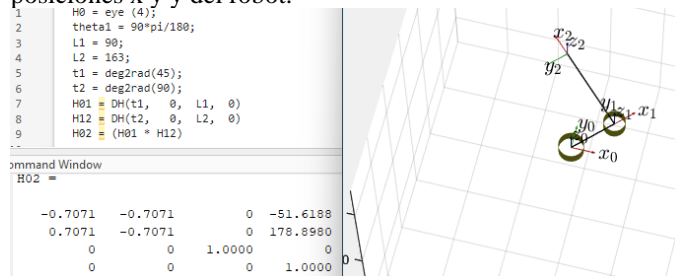 posiciones x y y del robot.
1 H0 = eye (4);
2 theta1 = 90*pi/180;
3 L1 = 90;
4 L2 = 163;
5 t1 = deg2rad(45);
6 t2 = deg2rad(90);
7 H01 = DH(t1, 0, L1, 0)
8 H12 = DH(t2, 0, L2, 0)
9 H02 = (H01 * H12)
ommand Window
H02 =
-0.7071 -0.7071 0 -51.6188
0.7071 -0.7071 0 178.8980
0 0 1.0000 0
0 0 0 1.0000
x2 z2
y2
y1 z1 x1
y0
x0
0